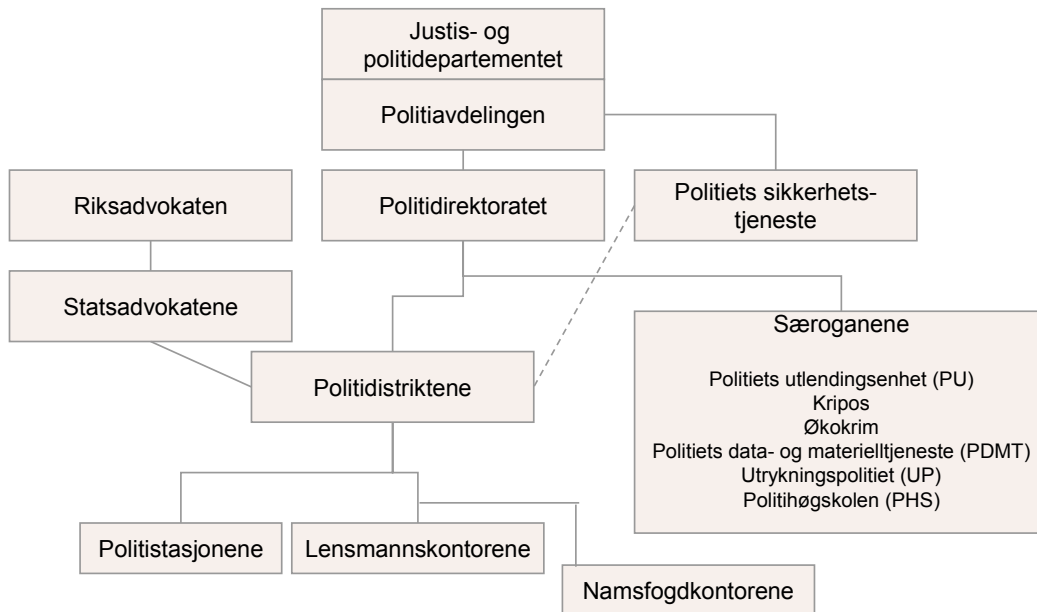 Justis- og
politidepartementet
Politiavdelingen
Riksadvokaten
Politidirektoratet
Politiets sikkerhets-
tjeneste
Statsadvokatene
Særoganene
Politiets utlendingsenhet (PU)
Kripos
Økokrim
Politiets data- og materielltjeneste (PDMT)
Utrykningspolitiet (UP)
Politihøgskolen (PHS)
Politidistriktene
Politistasjonene
Lensmannskontorene
Namsfogdkontorene